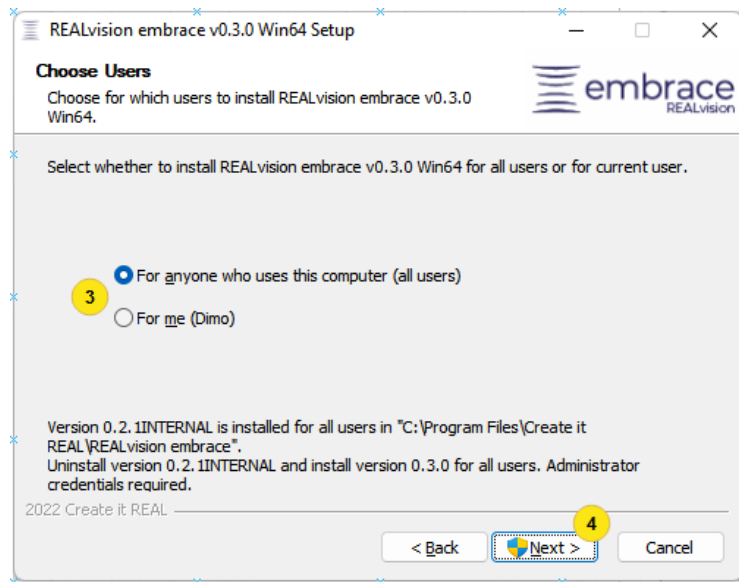 REALvision embrace v0.3.0 Win64 Setup
Choose Users
Choose for which users to install REALvision embrace v0.3.0
Win64.
embrace
REALvision
Select whether to install REALvision embrace v0.3.0 Win64 for all users or for current user.
For anyone who uses this computer (all users)
3
For me (Dimo)
Version 0.2.1INTERNAL is installed for all users in "C:\Program Files\Create it
REAL\REALvision embrace".
Uninstall version 0.2.1INTERNAL and install version 0.3.0 for all users. Administrator
credentials required.
2022 Create it REAL
4
< Back
Next >
Cancel